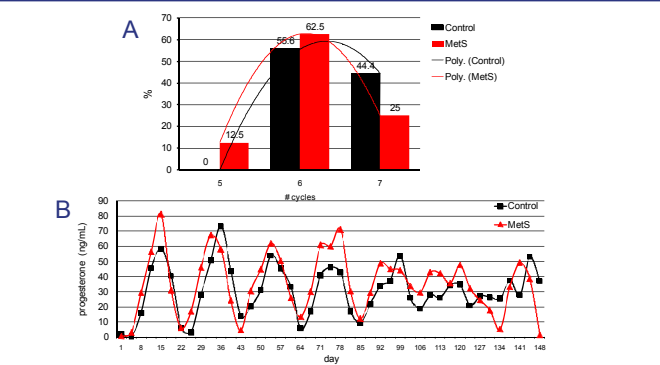 A
70
60
50
40
30
20
10
0
%
0
12.5
55.6
62.5
44.4
25
5 6 7
# cycles
Control
MetS
Poly. (Control)
Poly. (MetS)
B
90
80
70
60
50
40
30
20
10
0
progesterone (ng/mL)
1 8 15 22 29 36 43 50 57 64 71 78 85 92 99 106 113 120 127 134 141 148
day
Control
MetS